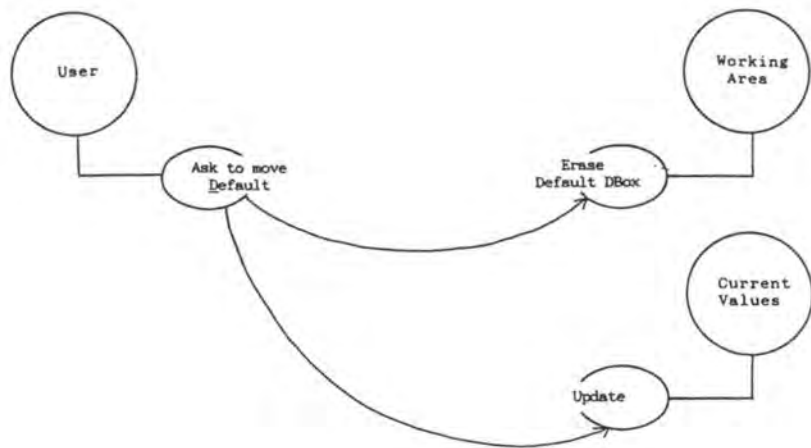 User
Working
Area
Ask to move
Default
Erase
Default DBox
Current
Values
Update